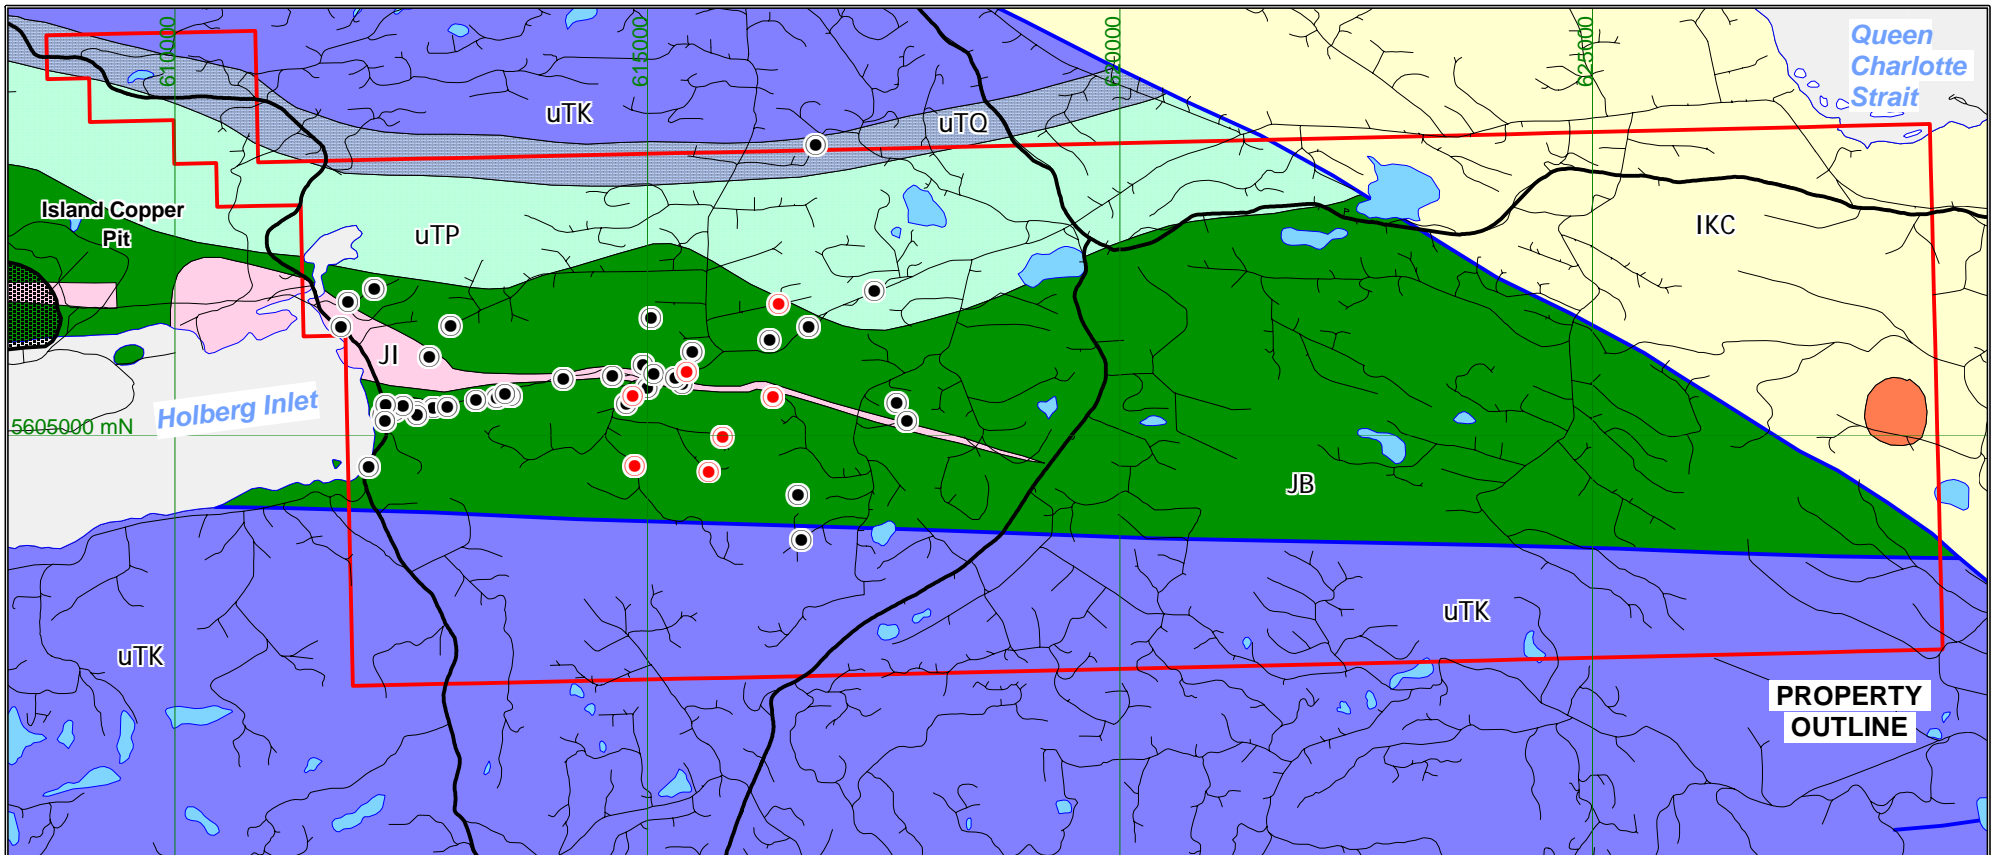 610000
615000
620000
625000
Queen
Charlotte
Strait
uTK
uTQ
Island Copper
Pit
uTP
IKC
JI
Holberg Inlet
5605000 mN
JB
uTK
uTK
PROPERTY
OUTLINE